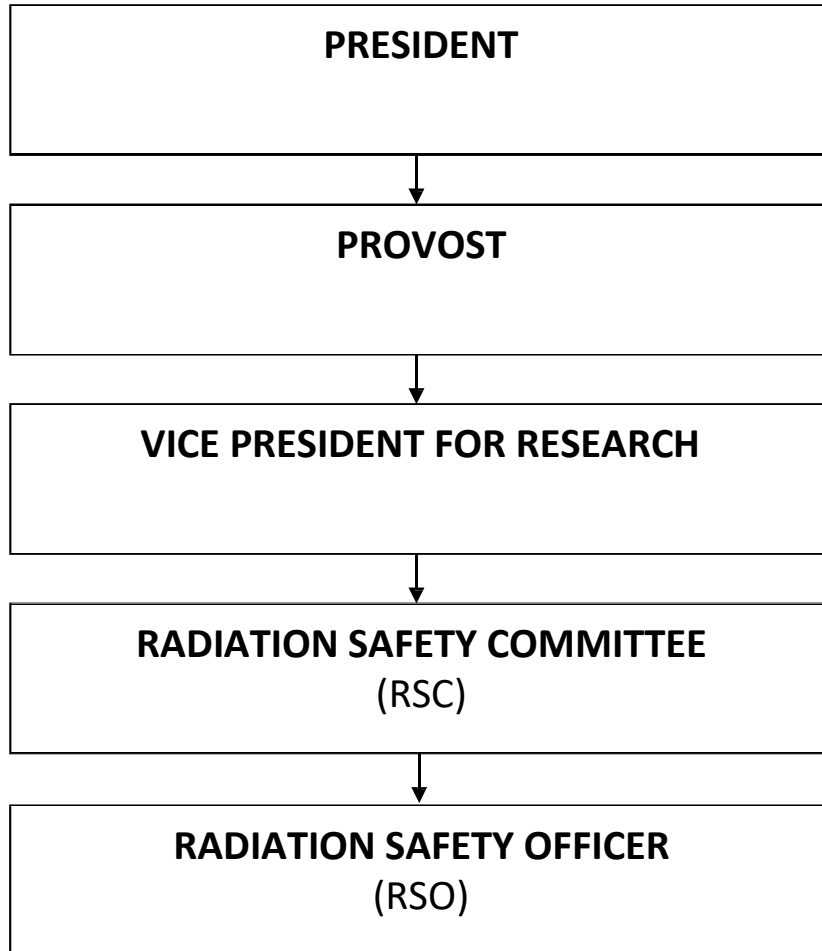 PRESIDENT
PROVOST
VICE PRESIDENT FOR RESEARCH
RADIATION SAFETY COMMITTEE
(RSC)
RADIATION SAFETY OFFICER
(RSO)